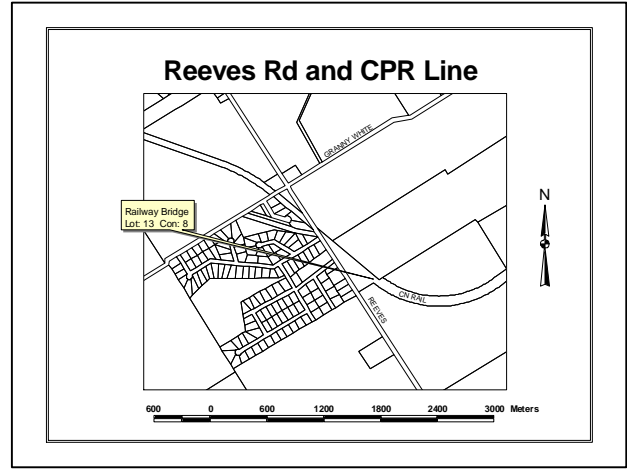 Reeves Rd and CPR Line
GRANNY WHITE
Railway Bridge
Lot: 13 Con: 8
N
CN RAIL
REEVES
600 0 600 1200 1800 2400 3000 Meters